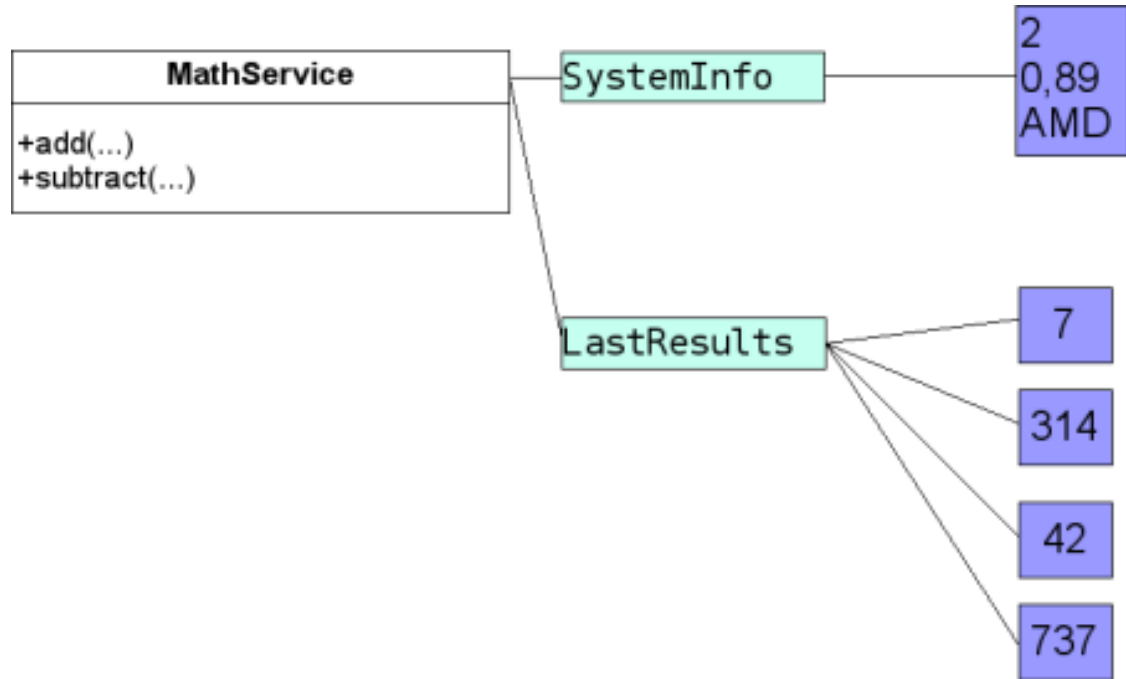 MathService
+add(...)
+subtract(...)
SystemInfo
2
0,89
AMD
LastResults
7
314
42
737